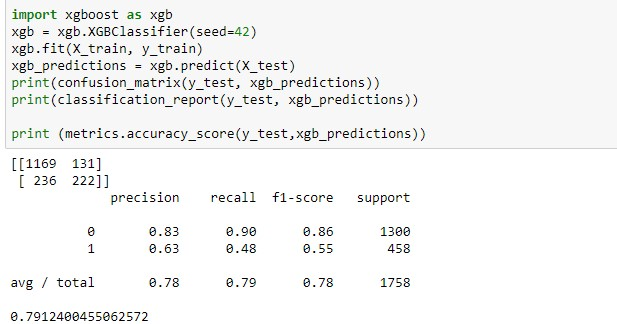 import xgboost as xgb
xgb = xgb.XGBClassifier(seed=42)
xgb.fit(X_train, y_train)
xgb_predictions = xgb.predict(X_test)
print(confusion_matrix(y_test, xgb_predictions))
print(classification_report(y_test, xgb_predictions))
print (metrics.accuracy_score(y_test,xgb_predictions))
[[1169 131]
[ 236 222]]
precision recall f1-score support
0 0.83 0.90 0.86 1300
1 0.63 0.48 0.55 458
avg / total 0.78 0.79 0.78 1758
0.7912400455062572